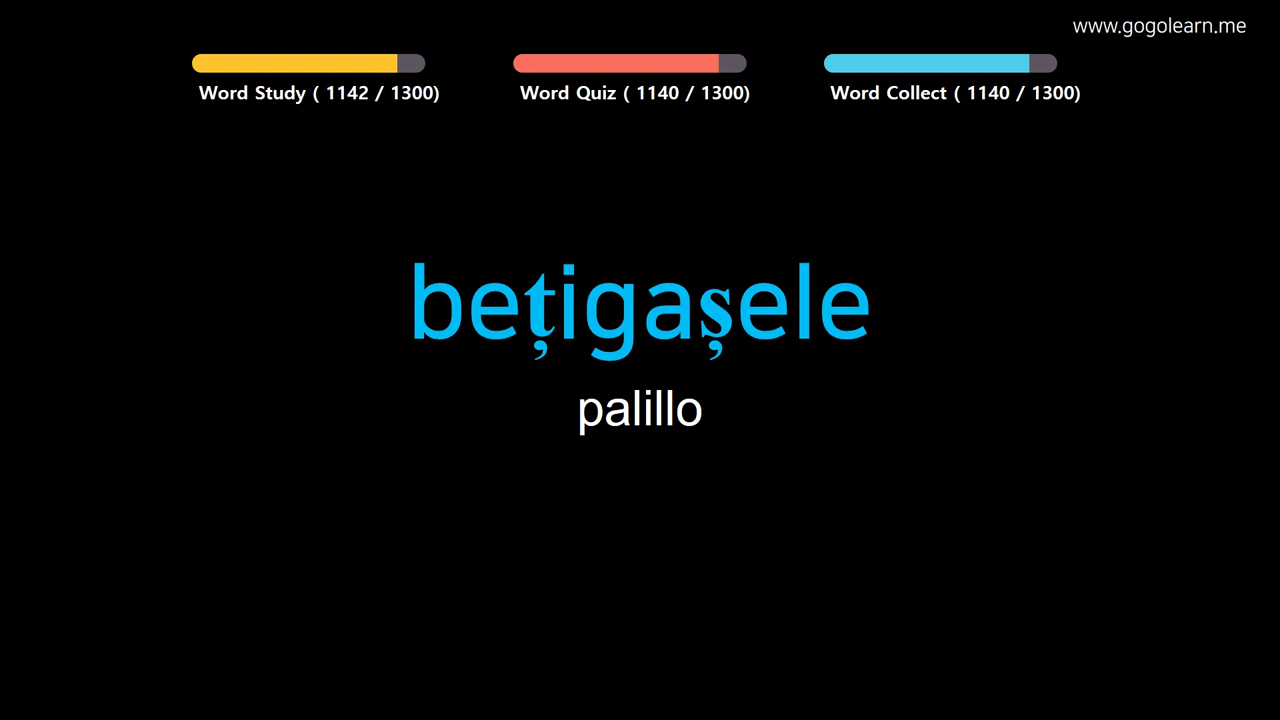 www.gogolearn.me
Word Study ( 1142 / 1300)
Word Quiz ( 1140 / 1300)
Word Collect ( 1140 / 1300)
bețigașele
palillo